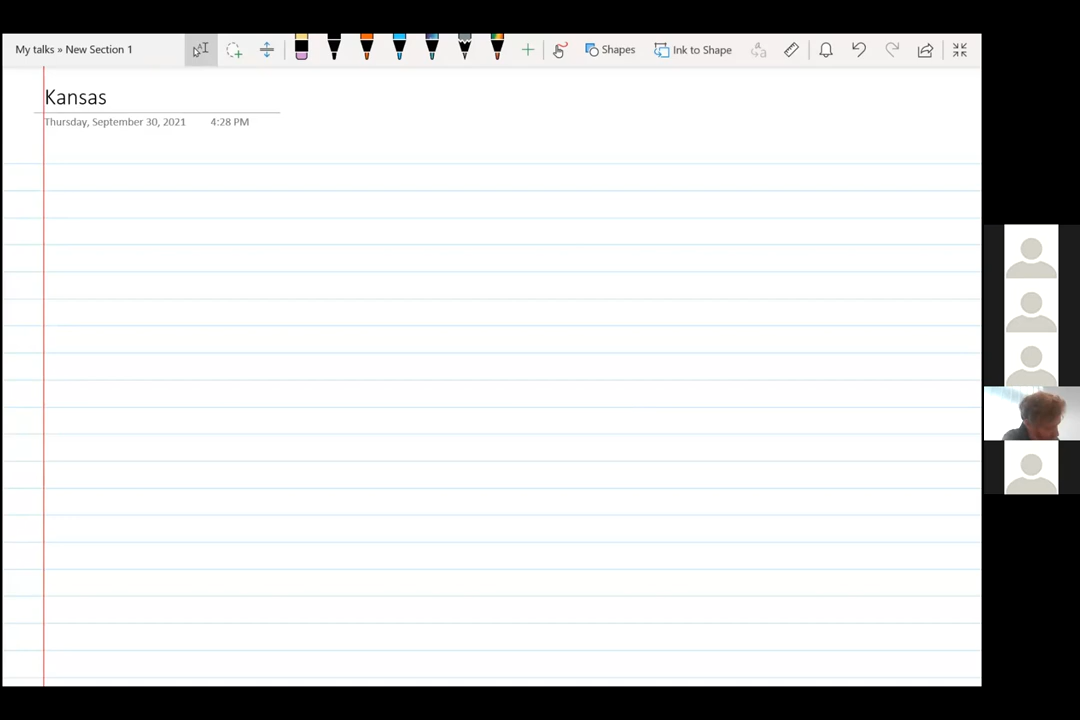 My talks » New Section 1
Shapes
Ink to Shape
Kansas
Thursday, September 30, 2021 4:28 PM